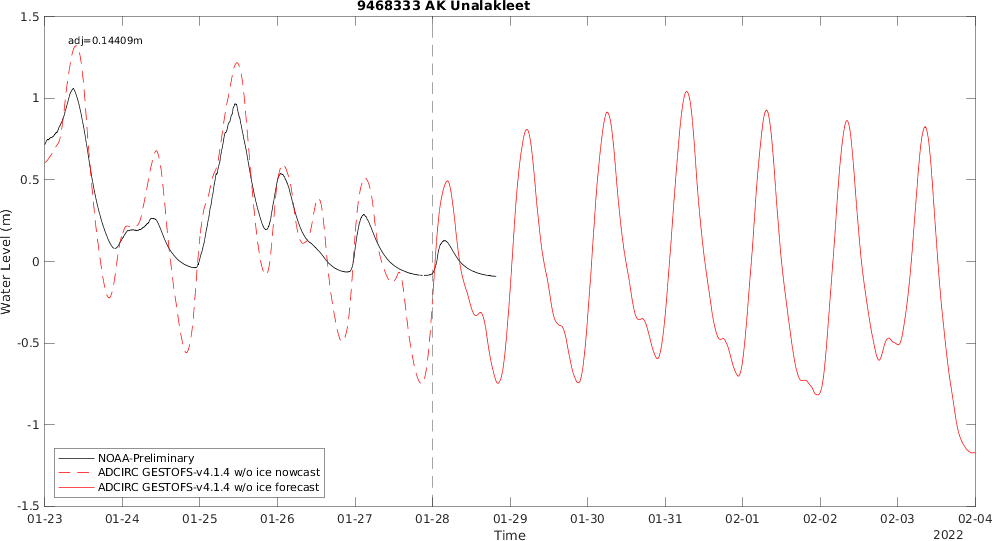 9468333 AK Unalakleet
adj=0.14409m
1.5
1
0.5
0
-0.5
-1
-1.5
Water Level (m)
NOAA-Preliminary
ADCIRC GESTOFS-v4.1.4 w/o ice nowcast
ADCIRC GESTOFS-v4.1.4 w/o ice forecast
01-23 01-24 01-25 01-26 01-27 01-28 01-29 01-30 01-31 02-01 02-02 02-03 02-04
Time
2022